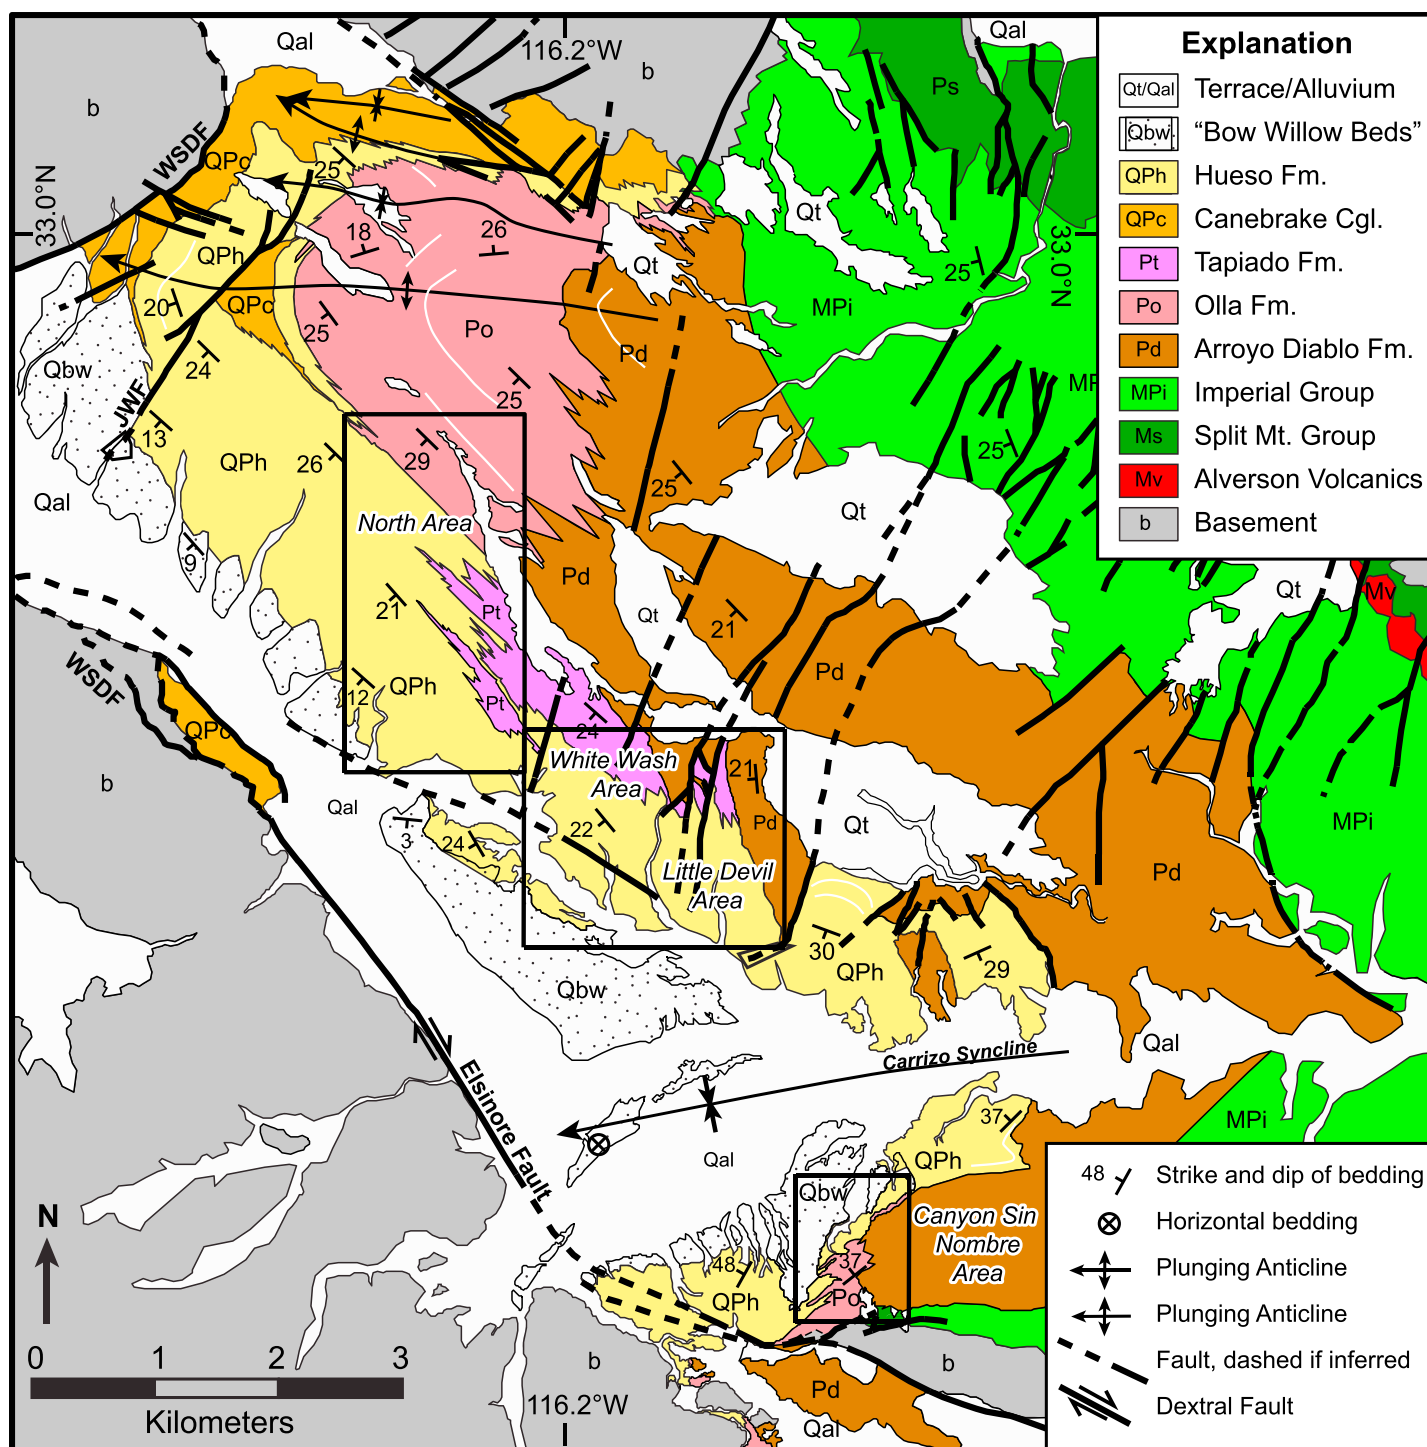 Qal
116.2°W
b
Qal
Ps
b
WSDF
QPc
25
33.0°N
18
26
Qt
Qt
33.0°N
25
QPh
QPc
20
25
Po
Pd
MPi
24
Qbw
25
MP
JWF
13
29
QPh
26
25
25
Qal
North Area
Qt
9
Pd
Pt
21
Qt
21
Qt
Mv
WSDF
12
QPh
Pt
Pd
QPc
24
b
Qal
White Wash
Area
21
3
24
22
Pd
Qt
MPi
Little Devil
Area
Pd
30
QPh
29
Qbw
Qal
Carrizo Syncline
Elsinore Fault
37
MPi
Qal
QPh
Qbw
Canyon Sin
Nombre
Area
48
37
QPh
Po
b
b
Pd
Qal
116.2°W
N
0 1 2 3
Kilometers
Explanation
Qt/Qal Terrace/Alluvium
Qbw “Bow Willow Beds”
QPh Hueso Fm.
QPc Canebrake Cgl.
Pt Tapiado Fm.
Po Olla Fm.
Pd Arroyo Diablo Fm.
MPi Imperial Group
Ms Split Mt. Group
Mv Alverson Volcanics
b Basement
48 Strike and dip of bedding
Horizontal bedding
Plunging Anticline
Plunging Anticline
Fault, dashed if inferred
Dextral Fault